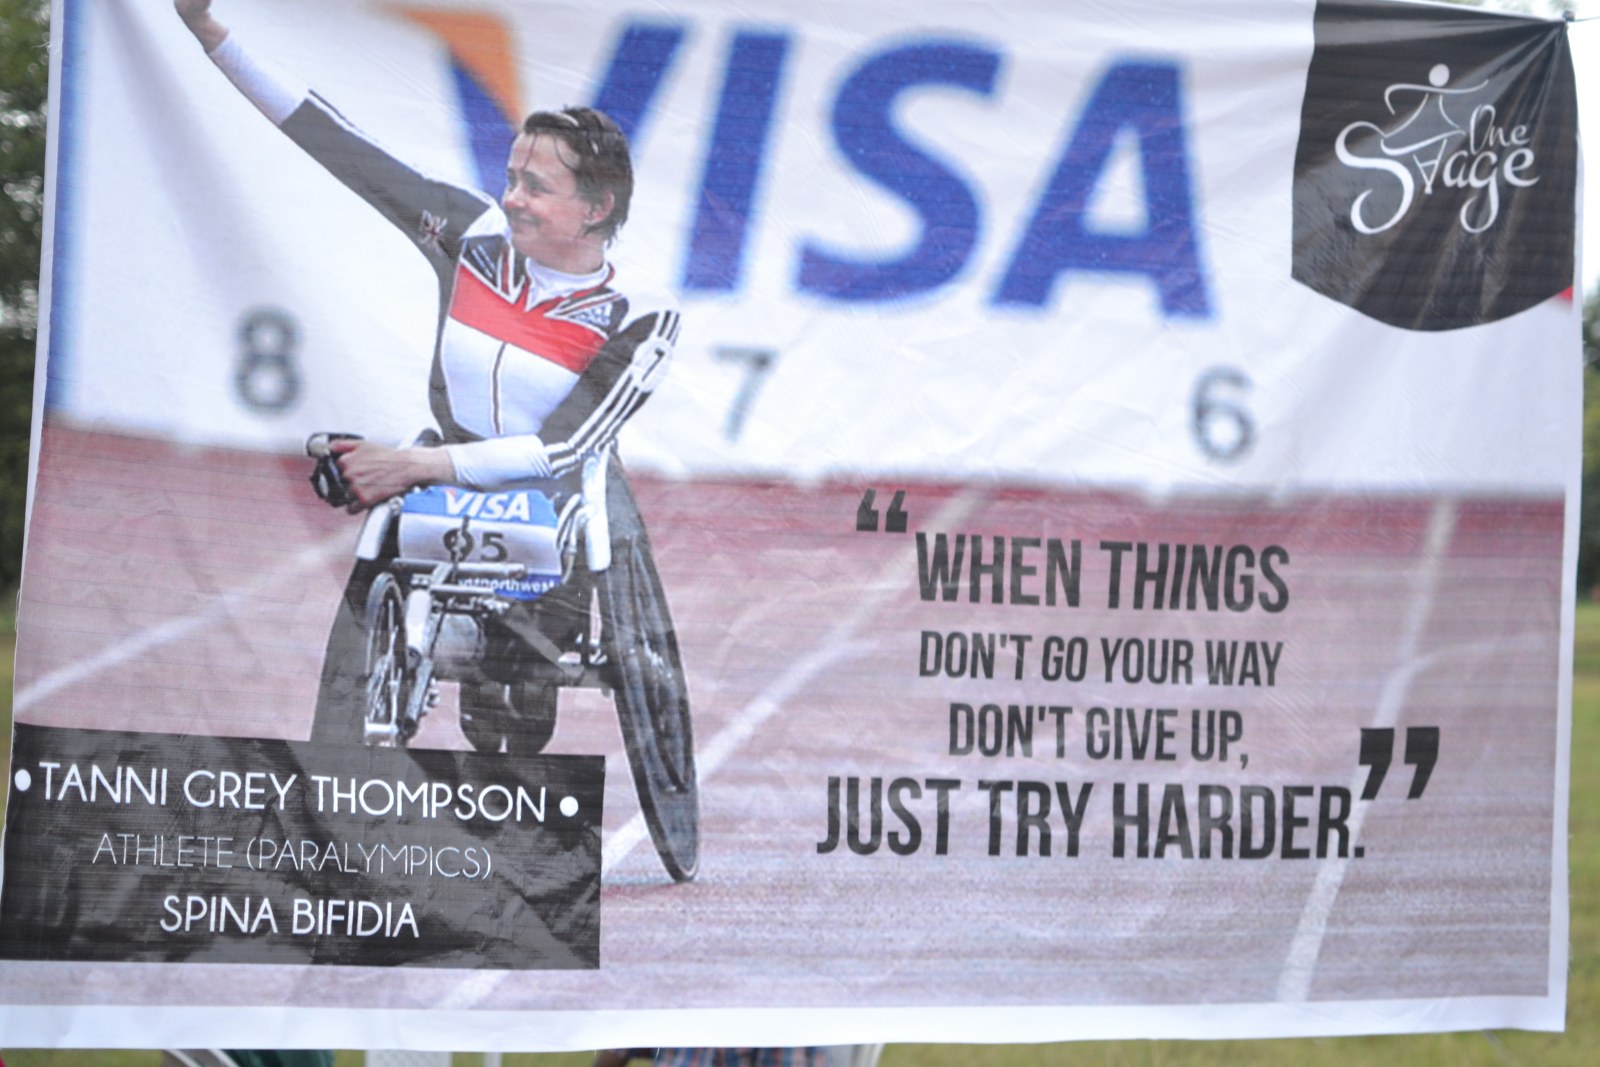 VISA
One
Stage
8
7
6
VISA
95
northwest
“WHEN THINGS
DON'T GO YOUR WAY
DON'T GIVE UP,
JUST TRY HARDER.”
•TANNI GREY THOMPSON•
ATHLETE (PARALYMPICS)
SPINA BIFIDIA